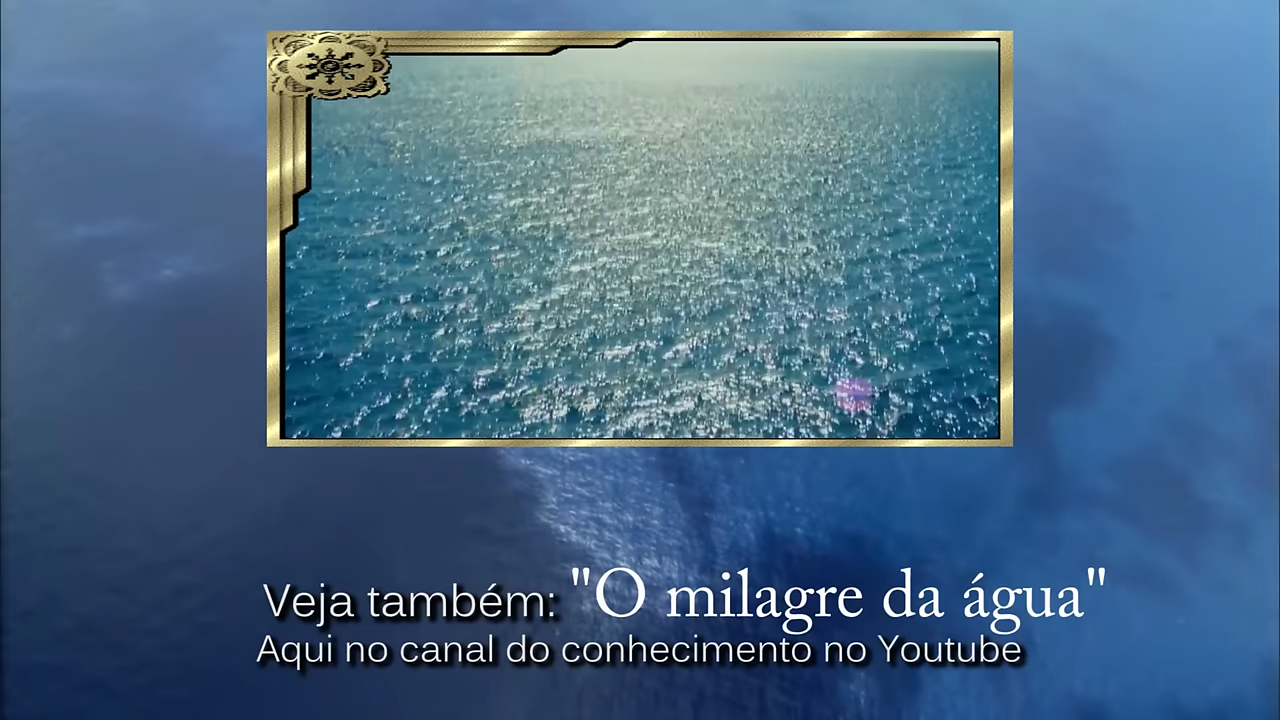 Veja também: "O milagre da água"
Aqui no canal do conhecimento no Youtube